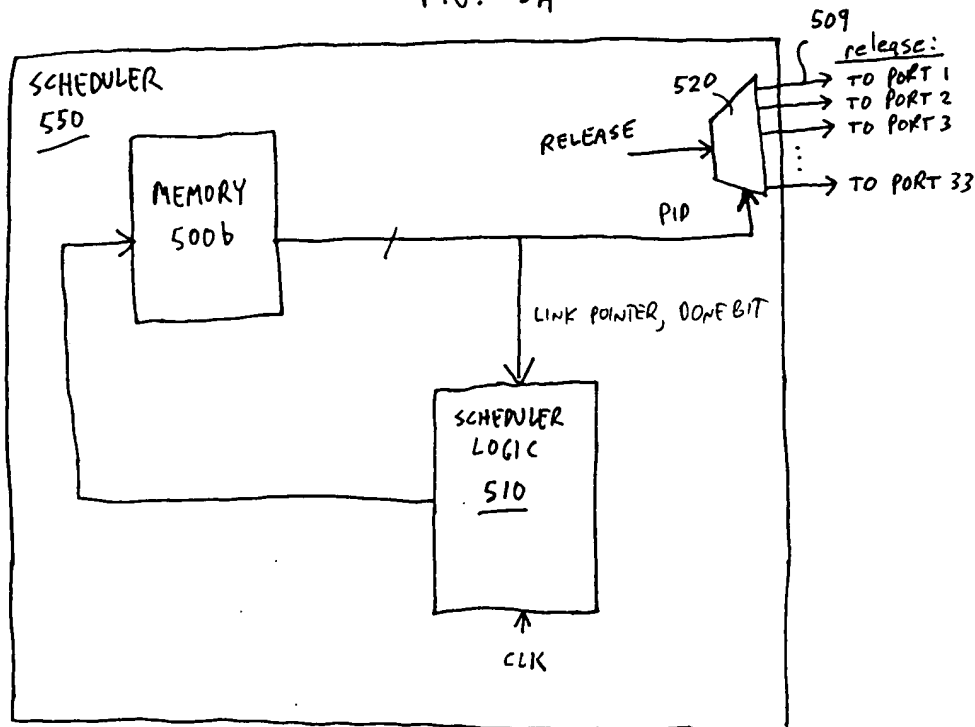 509
release:
SCHEDULER
550
520
TO PORT 1
TO PORT 2
TO PORT 3
RELEASE
TO PORT 33
MEMORY
500b
PID
LINK POINTER, DONE BIT
SCHEDULER
LOGIC
510
CLK